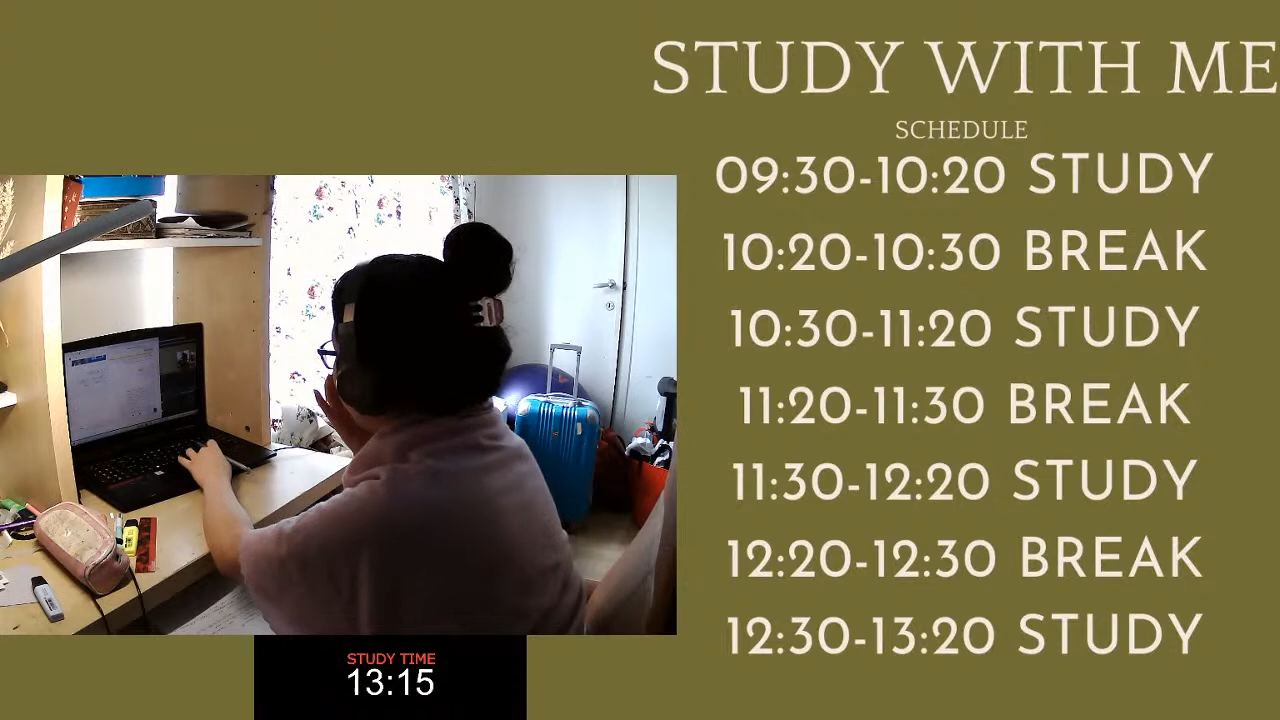 STUDY WITH ME
SCHEDULE
09:30-10:20 STUDY
10:20-10:30 BREAK
10:30-11:20 STUDY
11:20-11:30 BREAK
11:30-12:20 STUDY
12:20-12:30 BREAK
12:30-13:20 STUDY
STUDY TIME
13:15